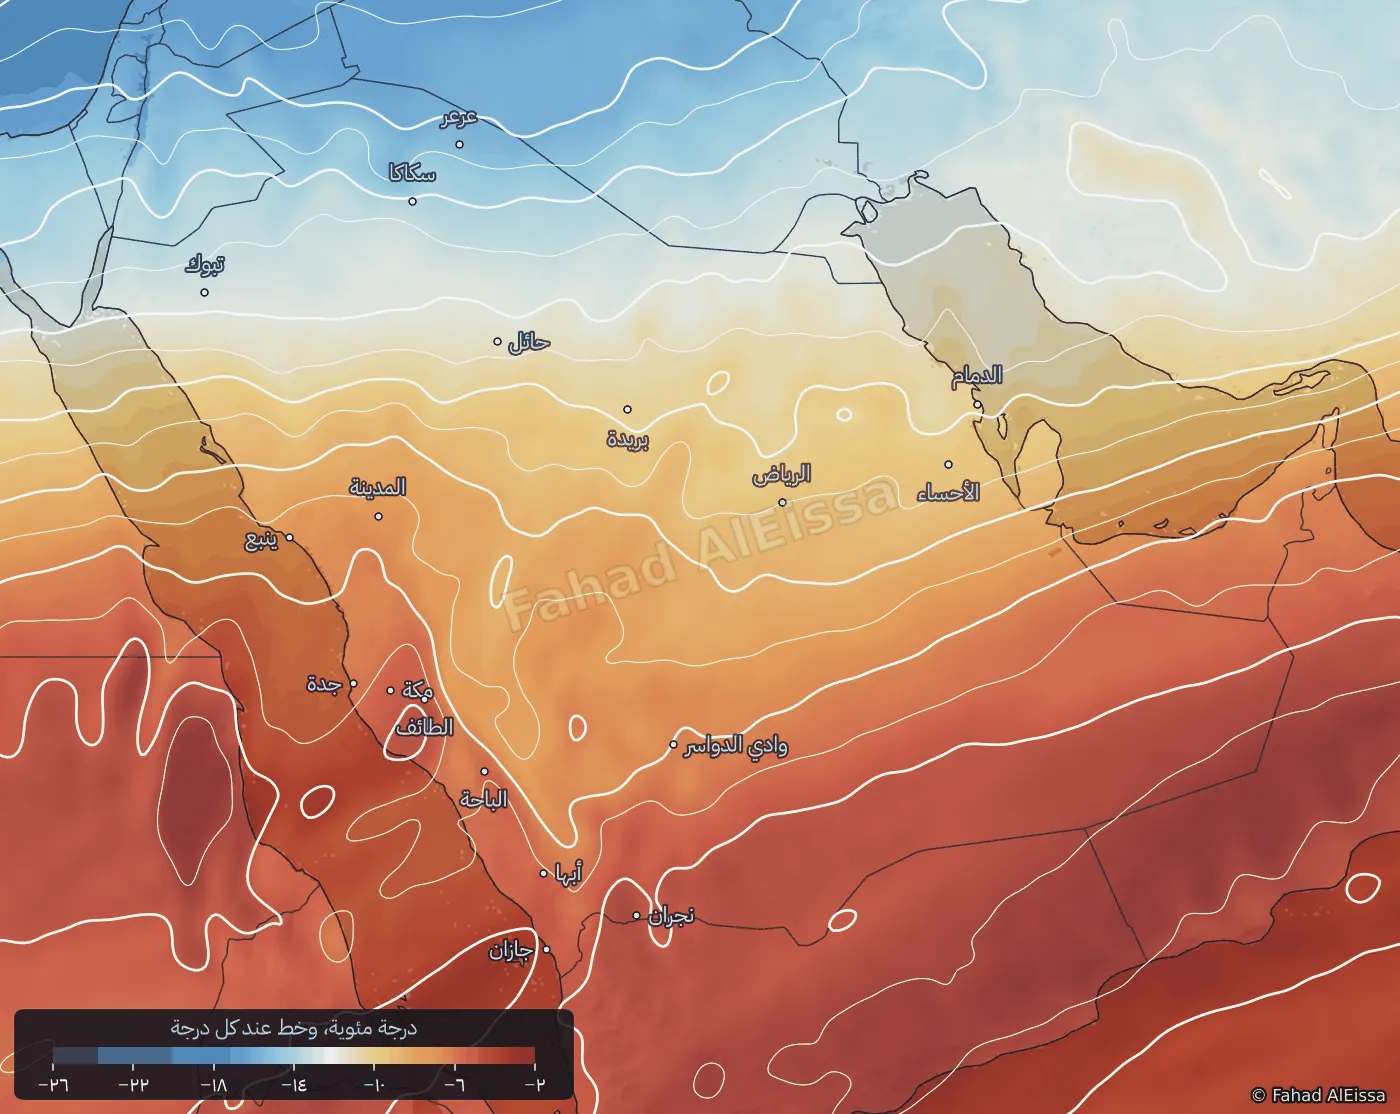 عرعر
سكاكا
تبوك
حائل
الدمام
بريدة
الرياض
الأحساء
المدينة
ينبع
Fahad AlEissa
جدة
مكة
الطائف
وادي الدواسر
الباحة
أبها
نجران
جازان
درجة مئوية، وخط عند كل درجة
−٢٦ −٢٢ −١٨ −١٤ −١٠ −٦ −٢
© Fahad AlEissa